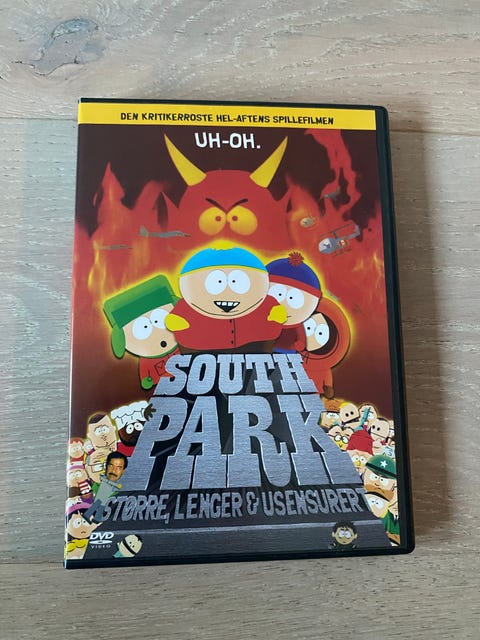 DEN KRITIKERROSTE HEL-AFTENS SPILLEFILMEN
UH-OH.
SOUTH
PARK
STØRRE, LENGER & USENSURERT
DVD
VIDEO